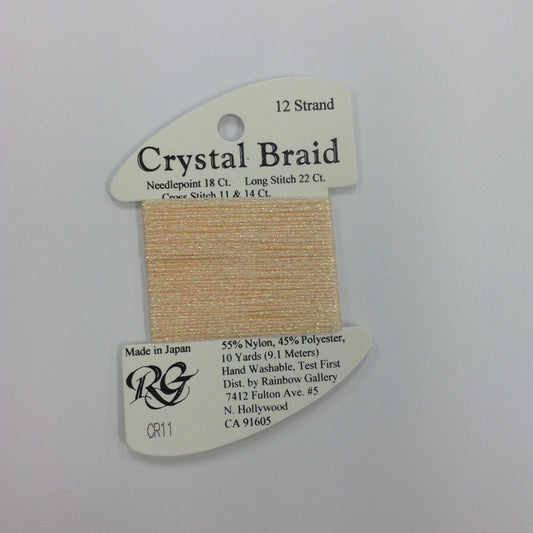 12 Strand
Crystal Braid
Needlepoint 18 Ct. Long Stitch 22 Ct.
Cross Stitch 11 & 14 Ct.
Made in Japan
RG
CR11
55% Nylon, 45% Polyester,
10 Yards (9.1 Meters)
Hand Washable, Test First
Dist. by Rainbow Gallery
7412 Fulton Ave. #5
N. Hollywood
CA 91605